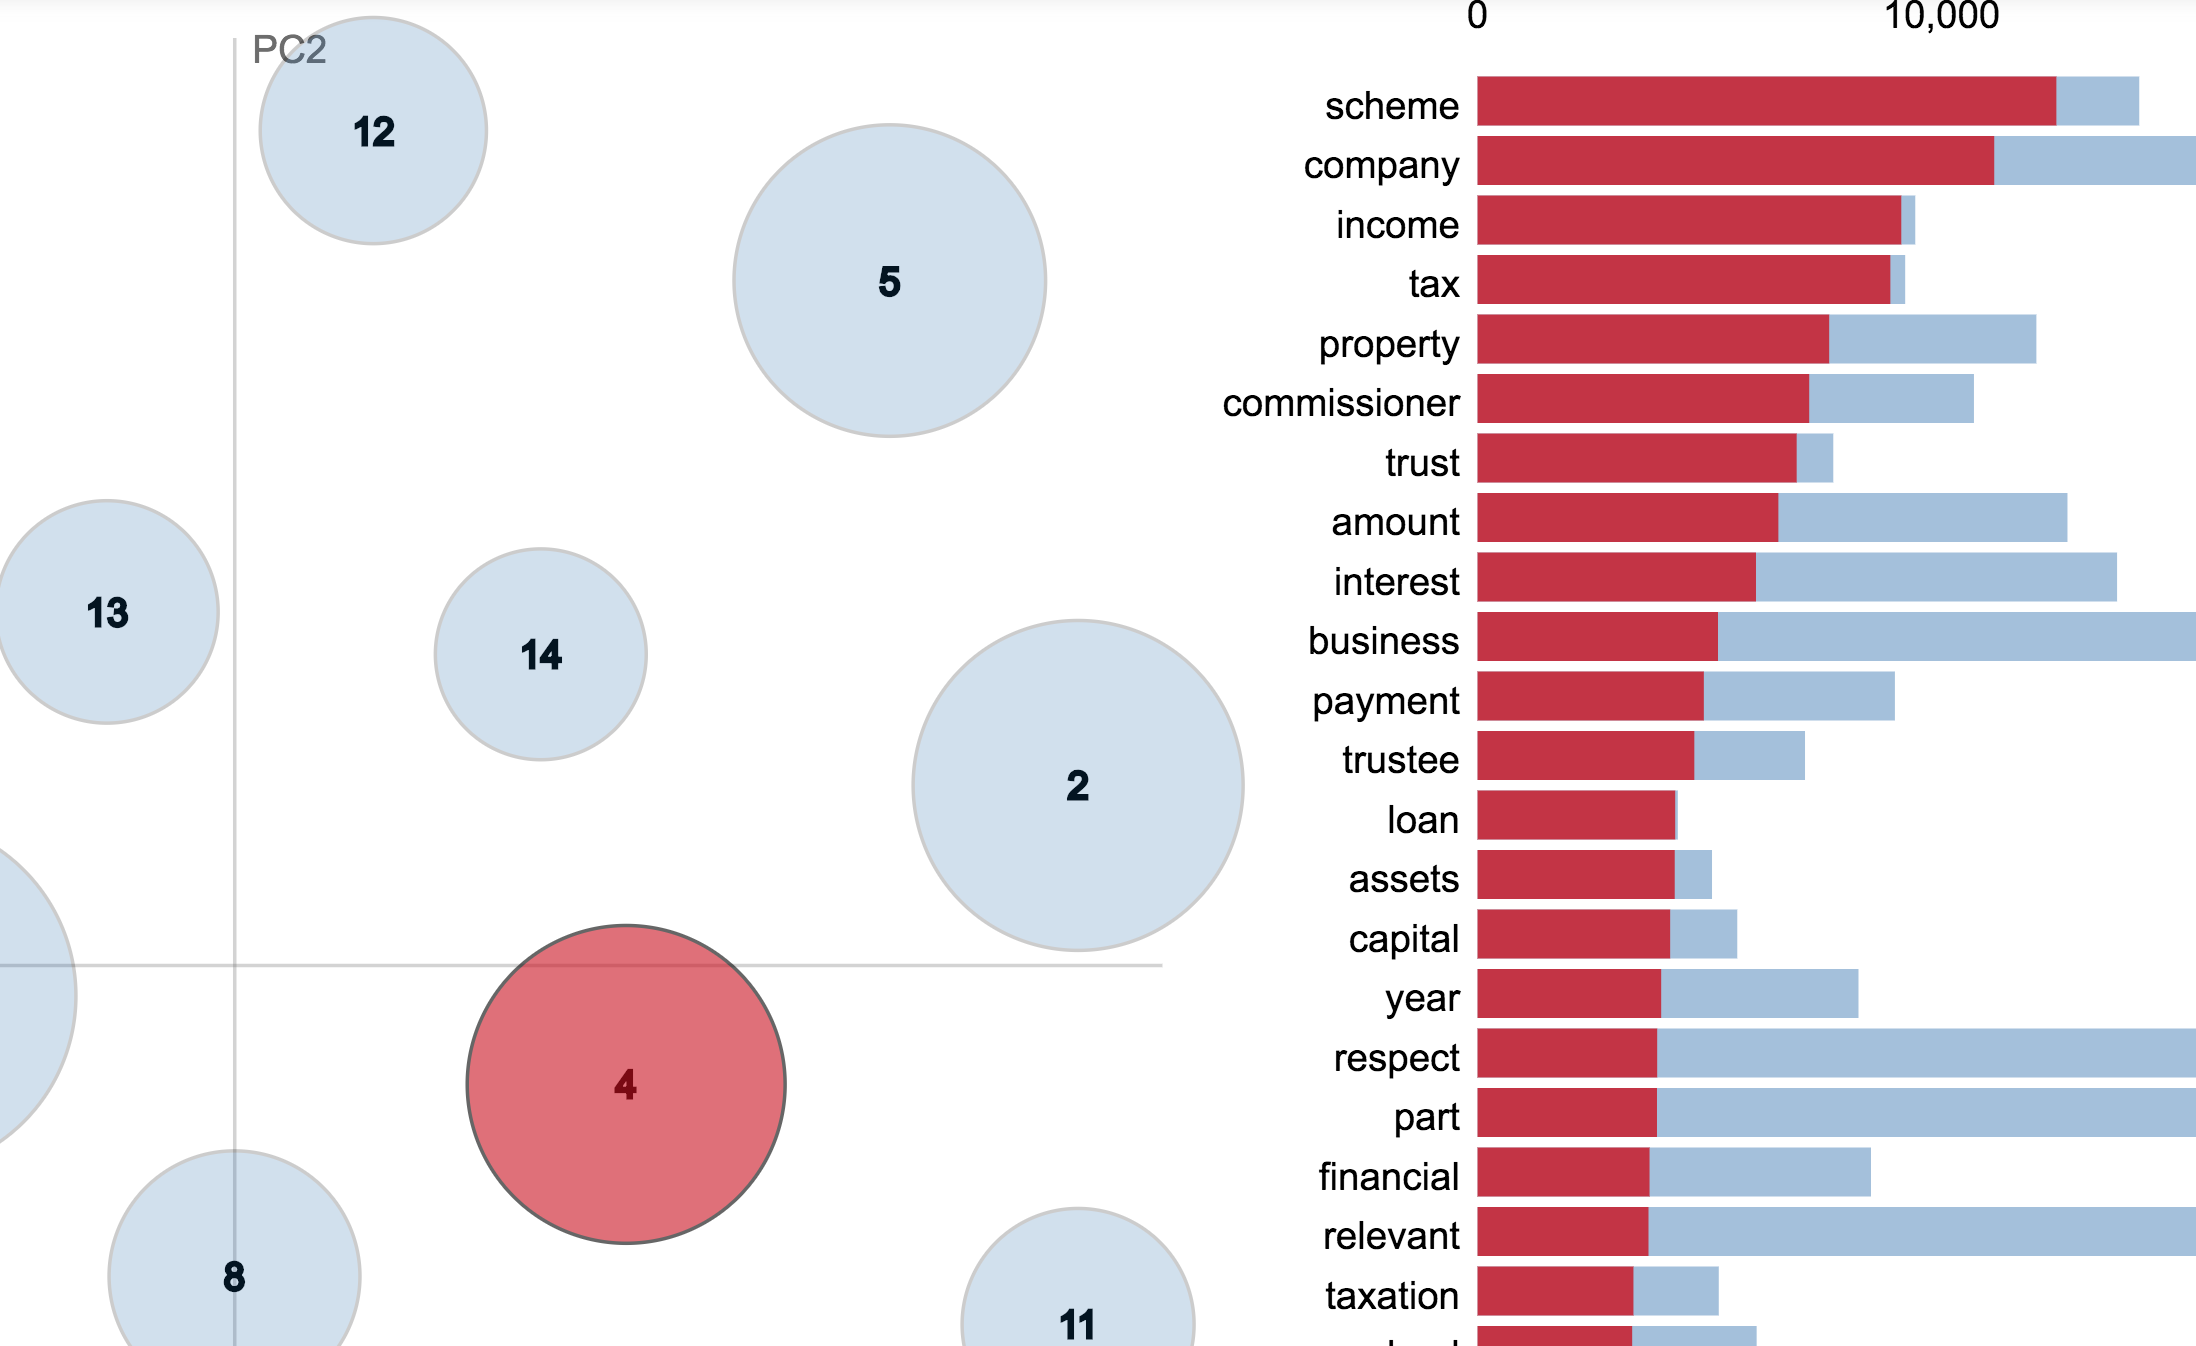 PC2
12
5
13
14
2
4
8
11
0 10,000
scheme
company
income
tax
property
commissioner
trust
amount
interest
business
payment
trustee
loan
assets
capital
year
respect
part
financial
relevant
taxation